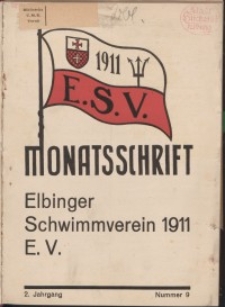 1911
E.S.V.
MONATSSCHRIFT
Elbinger
Schwimmverein 1911
E. V.
2. Jahrgang Nummer 9